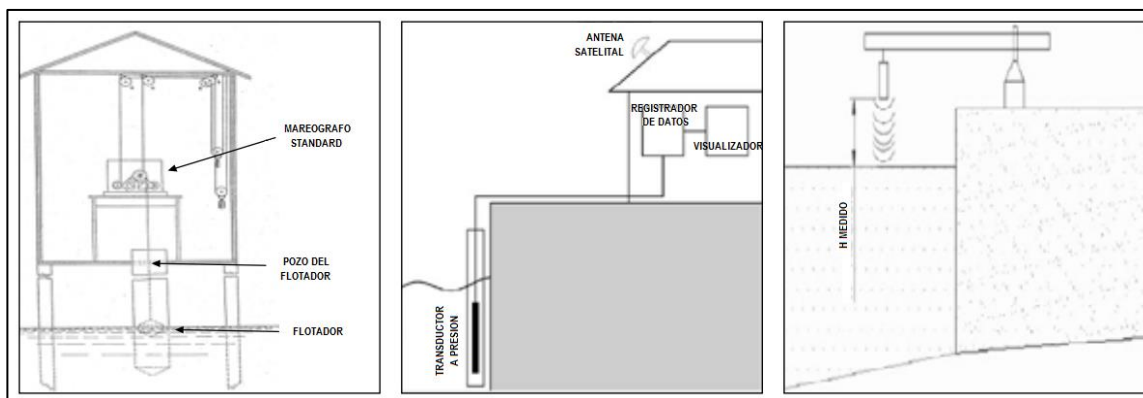 MAREOGRAFO
STANDARD
POZO DEL
FLOTADOR
FLOTADOR
ANTENA
SATELITAL
REGISTRADOR
DE DATOS
VISUALIZADOR
TRANSDUCTOR
A PRESION
H MEDIDO